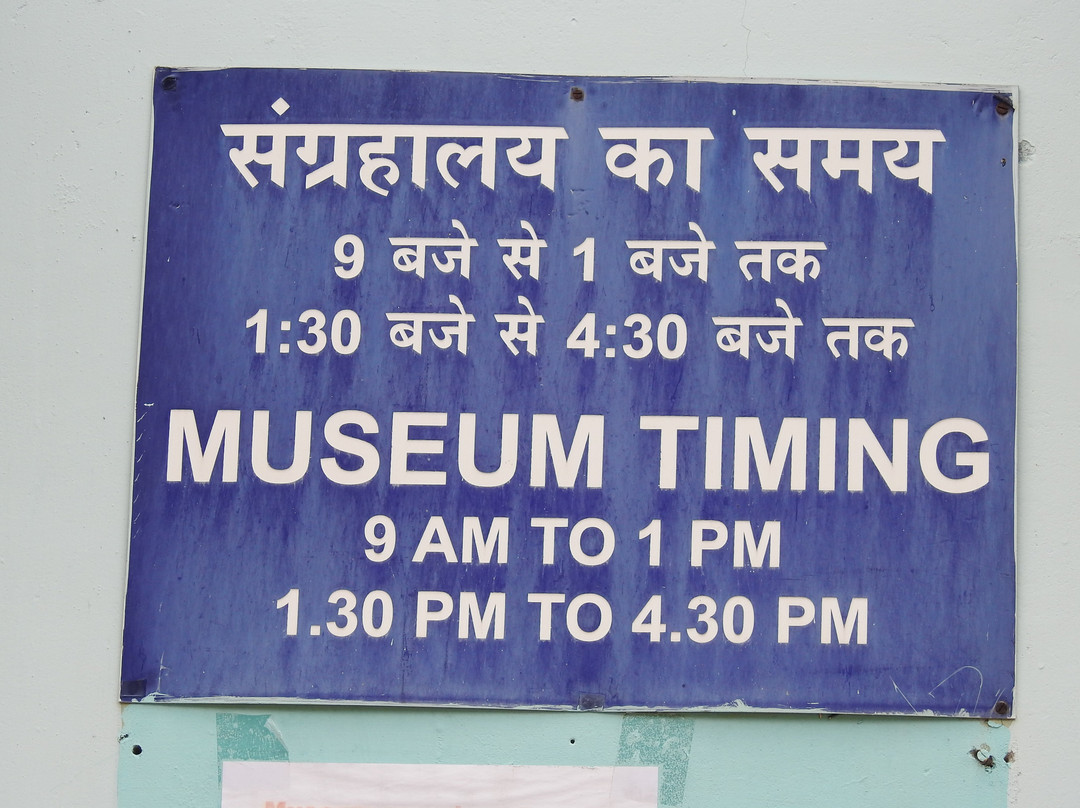 संग्रहालय का समय
9 बजे से 1 बजे तक
1:30 बजे से 4:30 बजे तक
MUSEUM TIMING
9 AM TO 1 PM
1.30 PM TO 4.30 PM